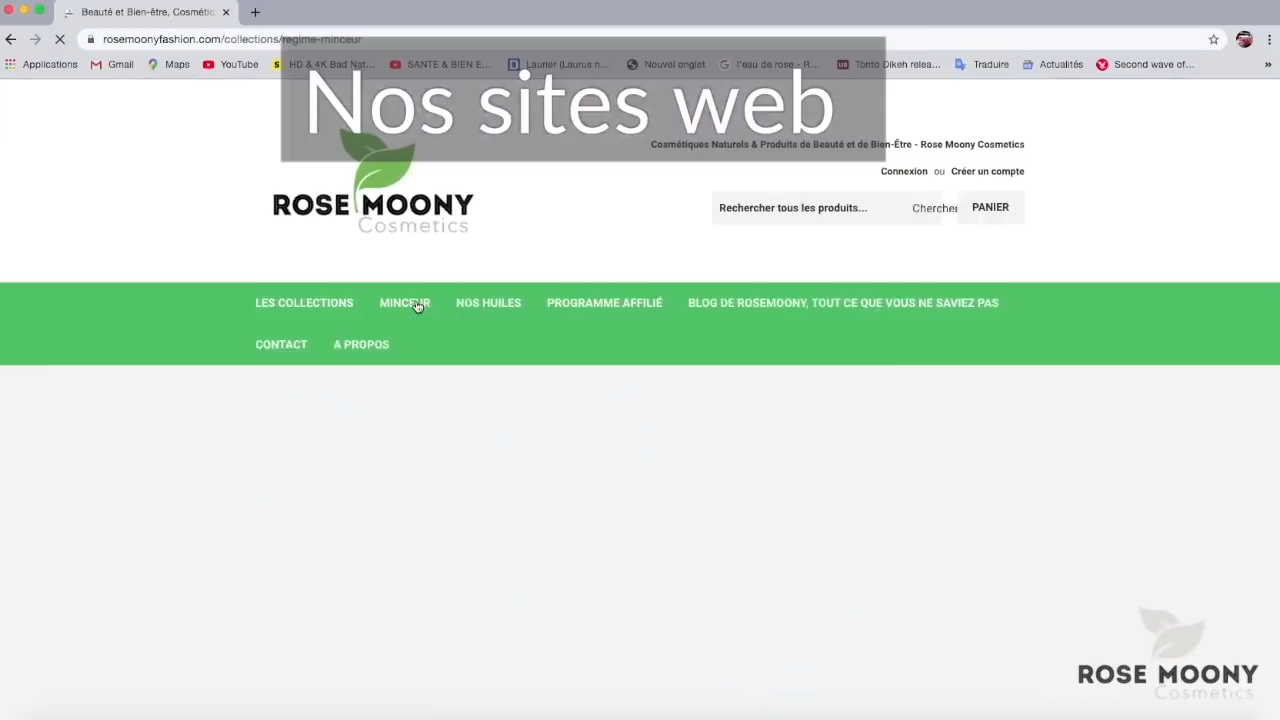 Beauté et Bien-être, Cosmétic
rosemoonyfashion.com/collections/regime-minceur
Applications Gmail Maps YouTube HD & 4K Bad Nat... SANTE & BIEN E... Laurier (Laurus n... Nouvel onglet l'eau de rose - R... Tonto Dikeh relea... Traduire Actualités Second wave of...
Nos sites web
Cosmétiques Naturels & Produits de Beauté et de Bien-Être - Rose Moony Cosmetics
Connexion ou Créer un compte
ROSE MOONY
Cosmetics
Rechercher tous les produits... Chercher PANIER
LES COLLECTIONS MINCEUR NOS HUILES PROGRAMME AFFILIÉ BLOG DE ROSEMOONY, TOUT CE QUE VOUS NE SAVIEZ PAS
CONTACT A PROPOS
ROSE MOONY
Cosmetics